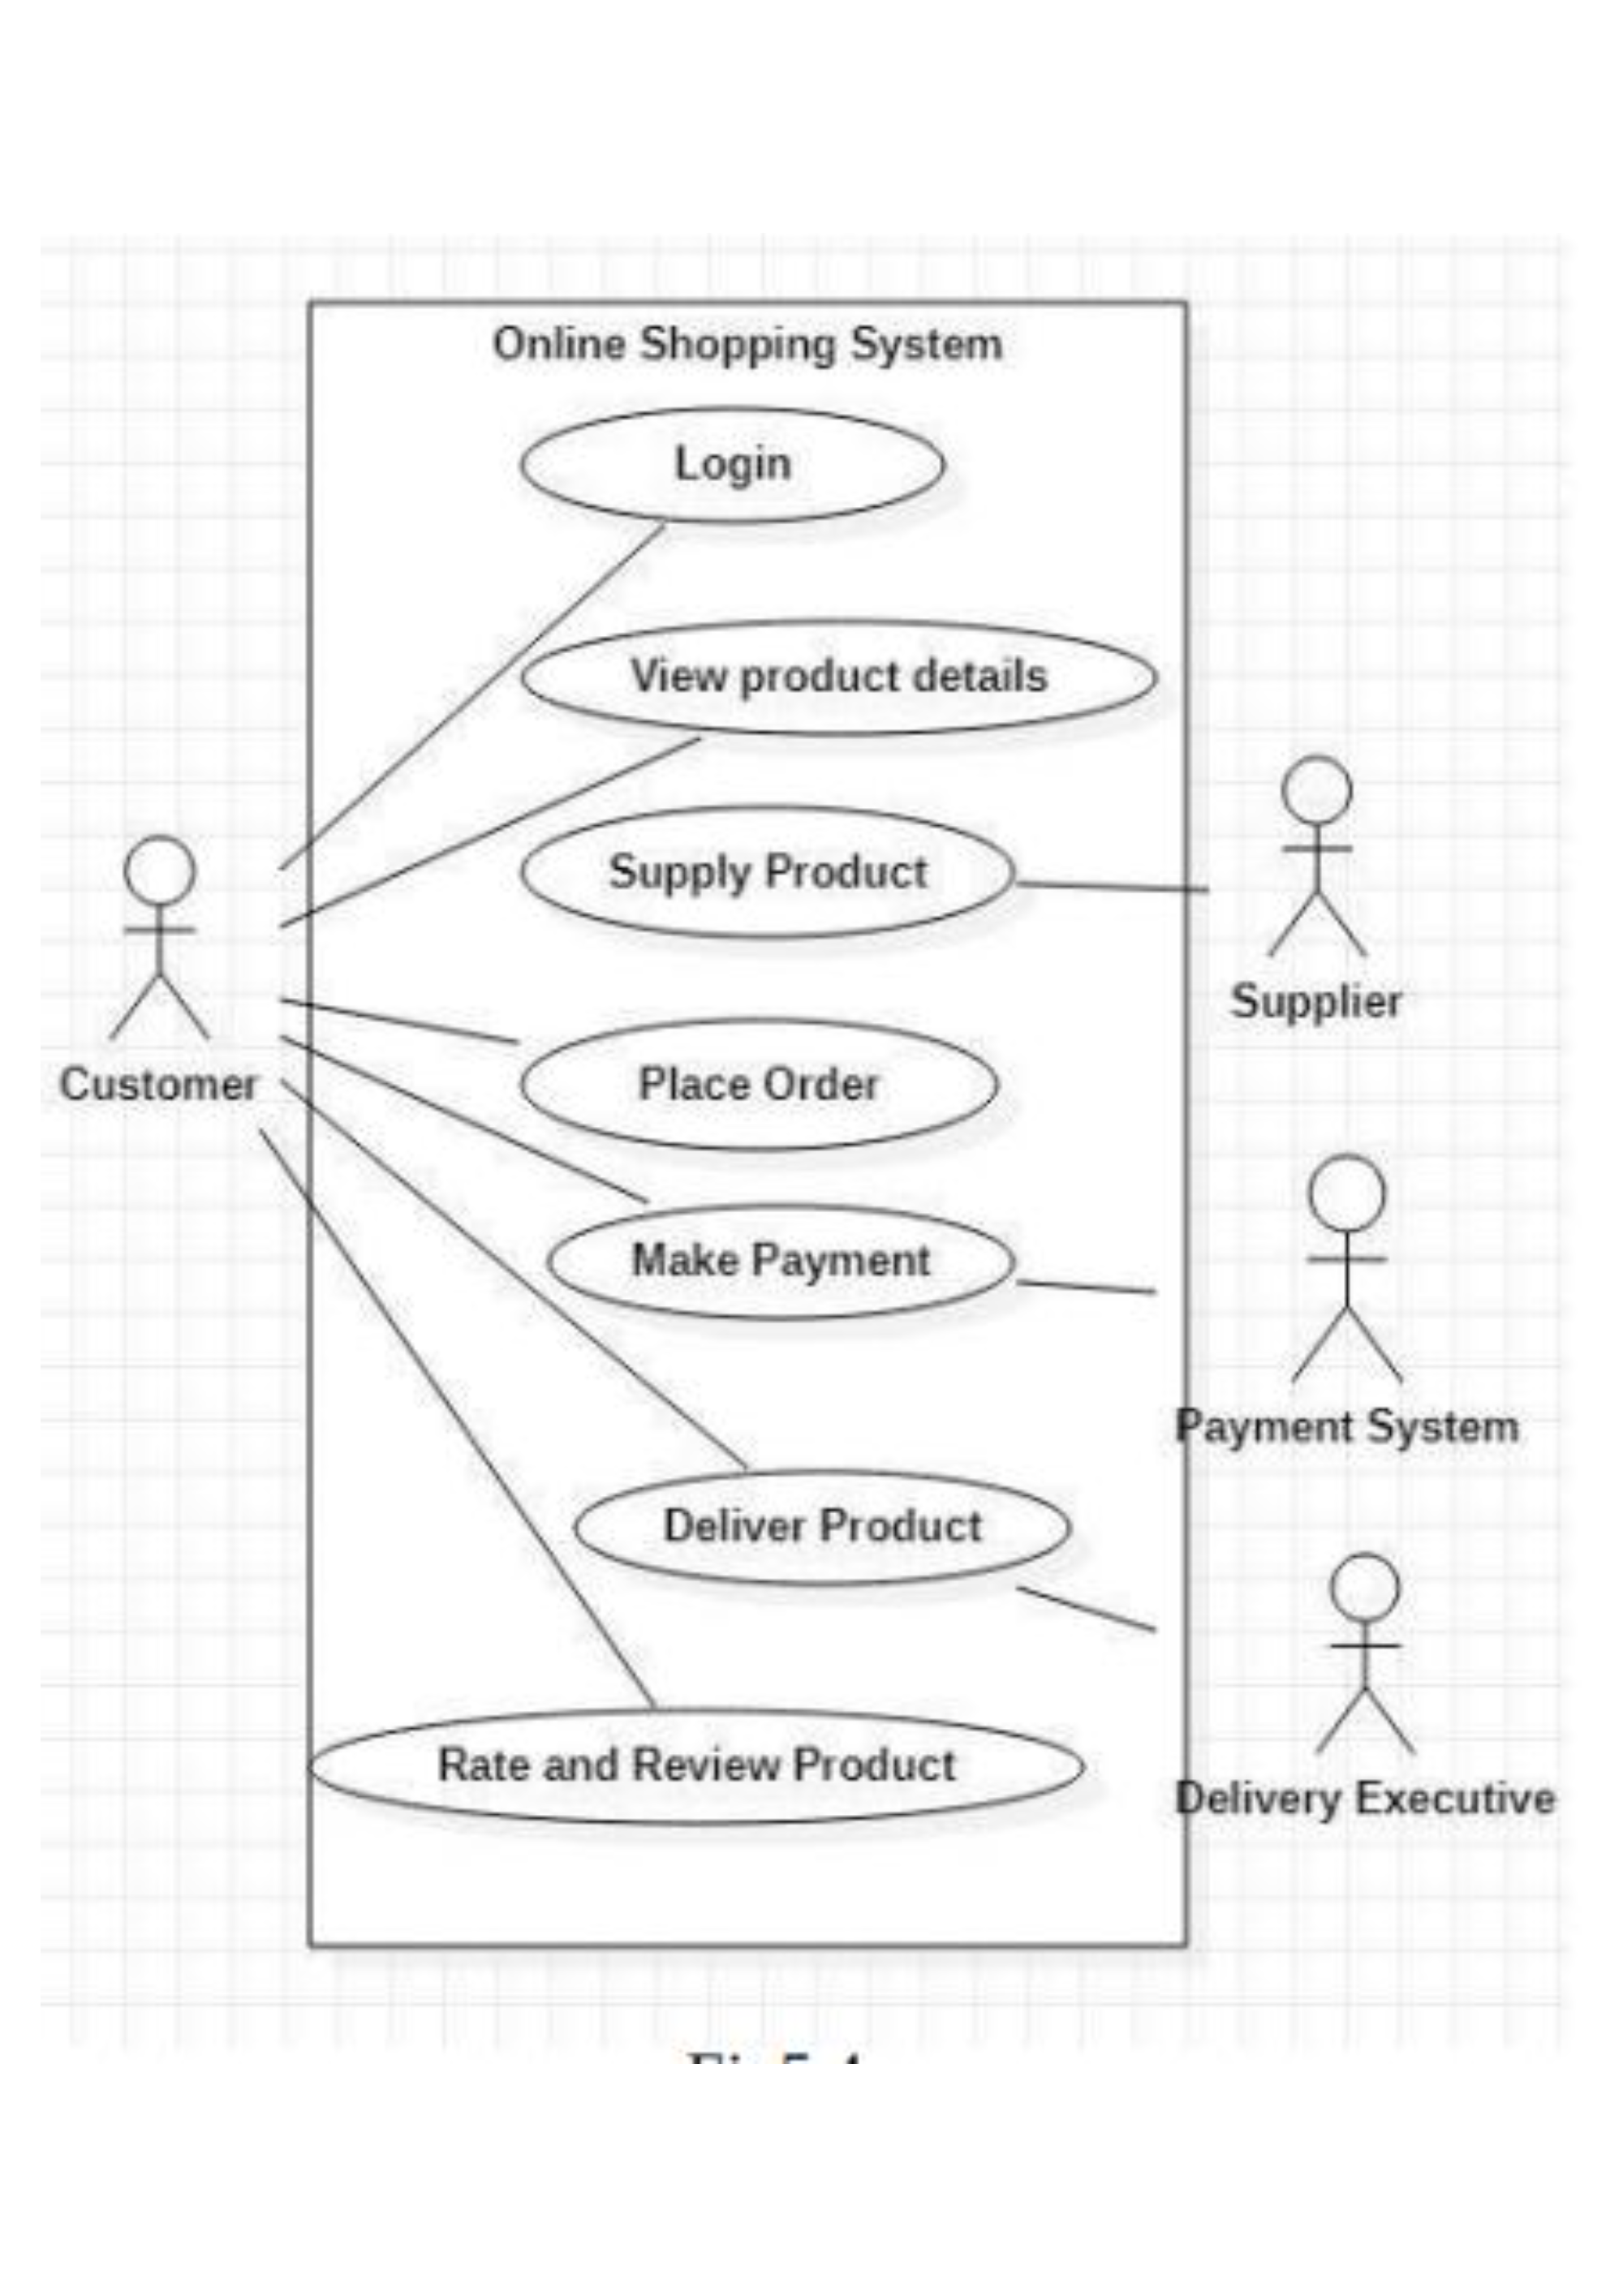 Online Shopping System
Login
View product details
Supply Product
Supplier
Customer
Place Order
Make Payment
Payment System
Deliver Product
Rate and Review Product
Delivery Executive